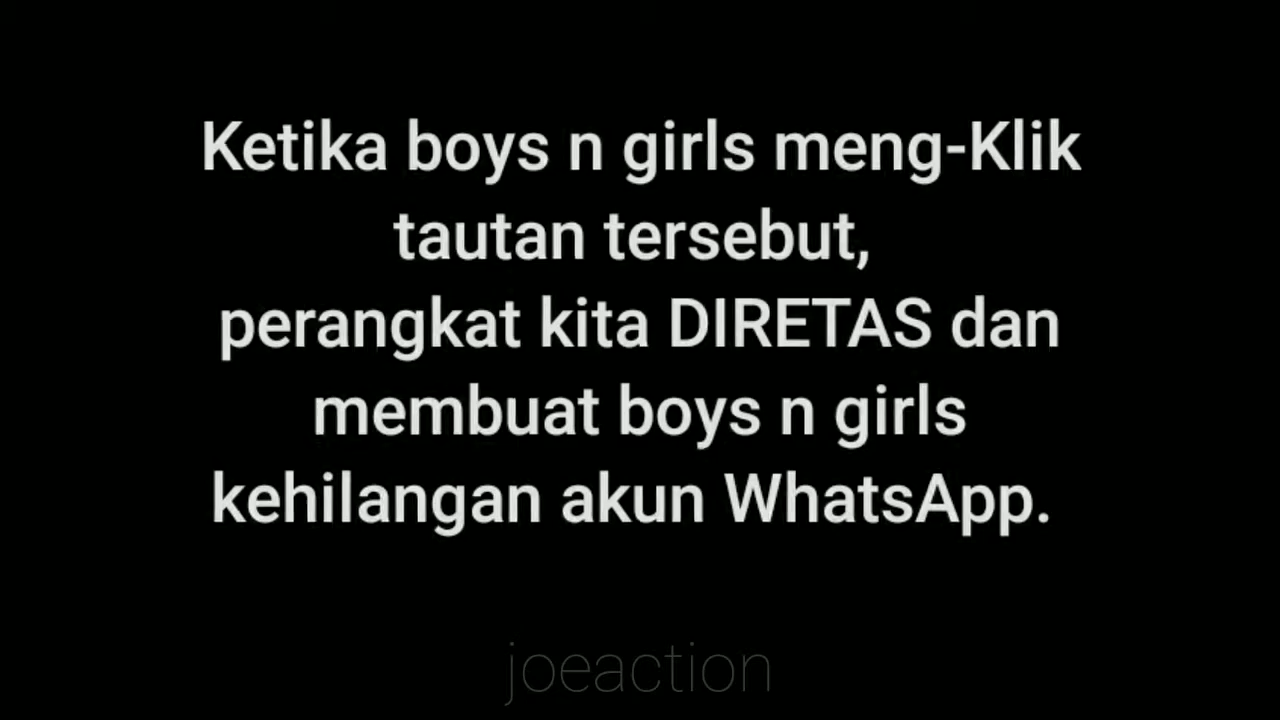 Ketika boys n girls meng-Klik
tautan tersebut,
perangkat kita DIRETAS dan
membuat boys n girls
kehilangan akun WhatsApp.
joeaction